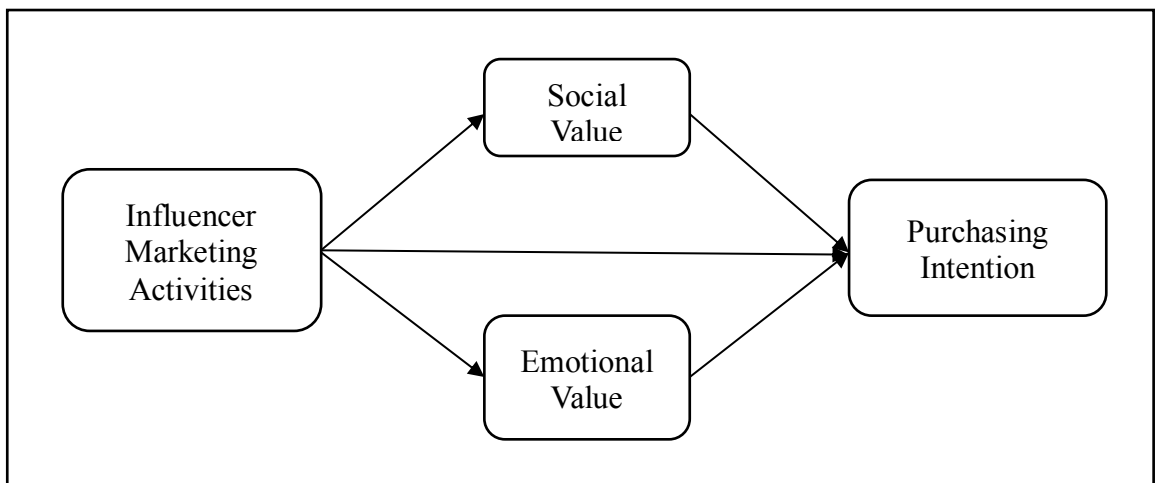 Social
Value
Influencer
Marketing
Activities
Purchasing
Intention
Emotional
Value